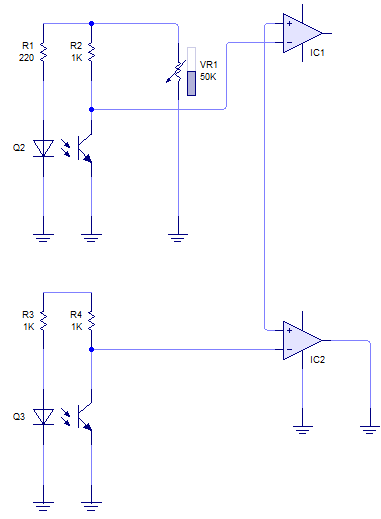 R1
220
R2
1K
VR1
50K
+
−
IC1
Q2
R3
1K
R4
1K
+
−
IC2
Q3